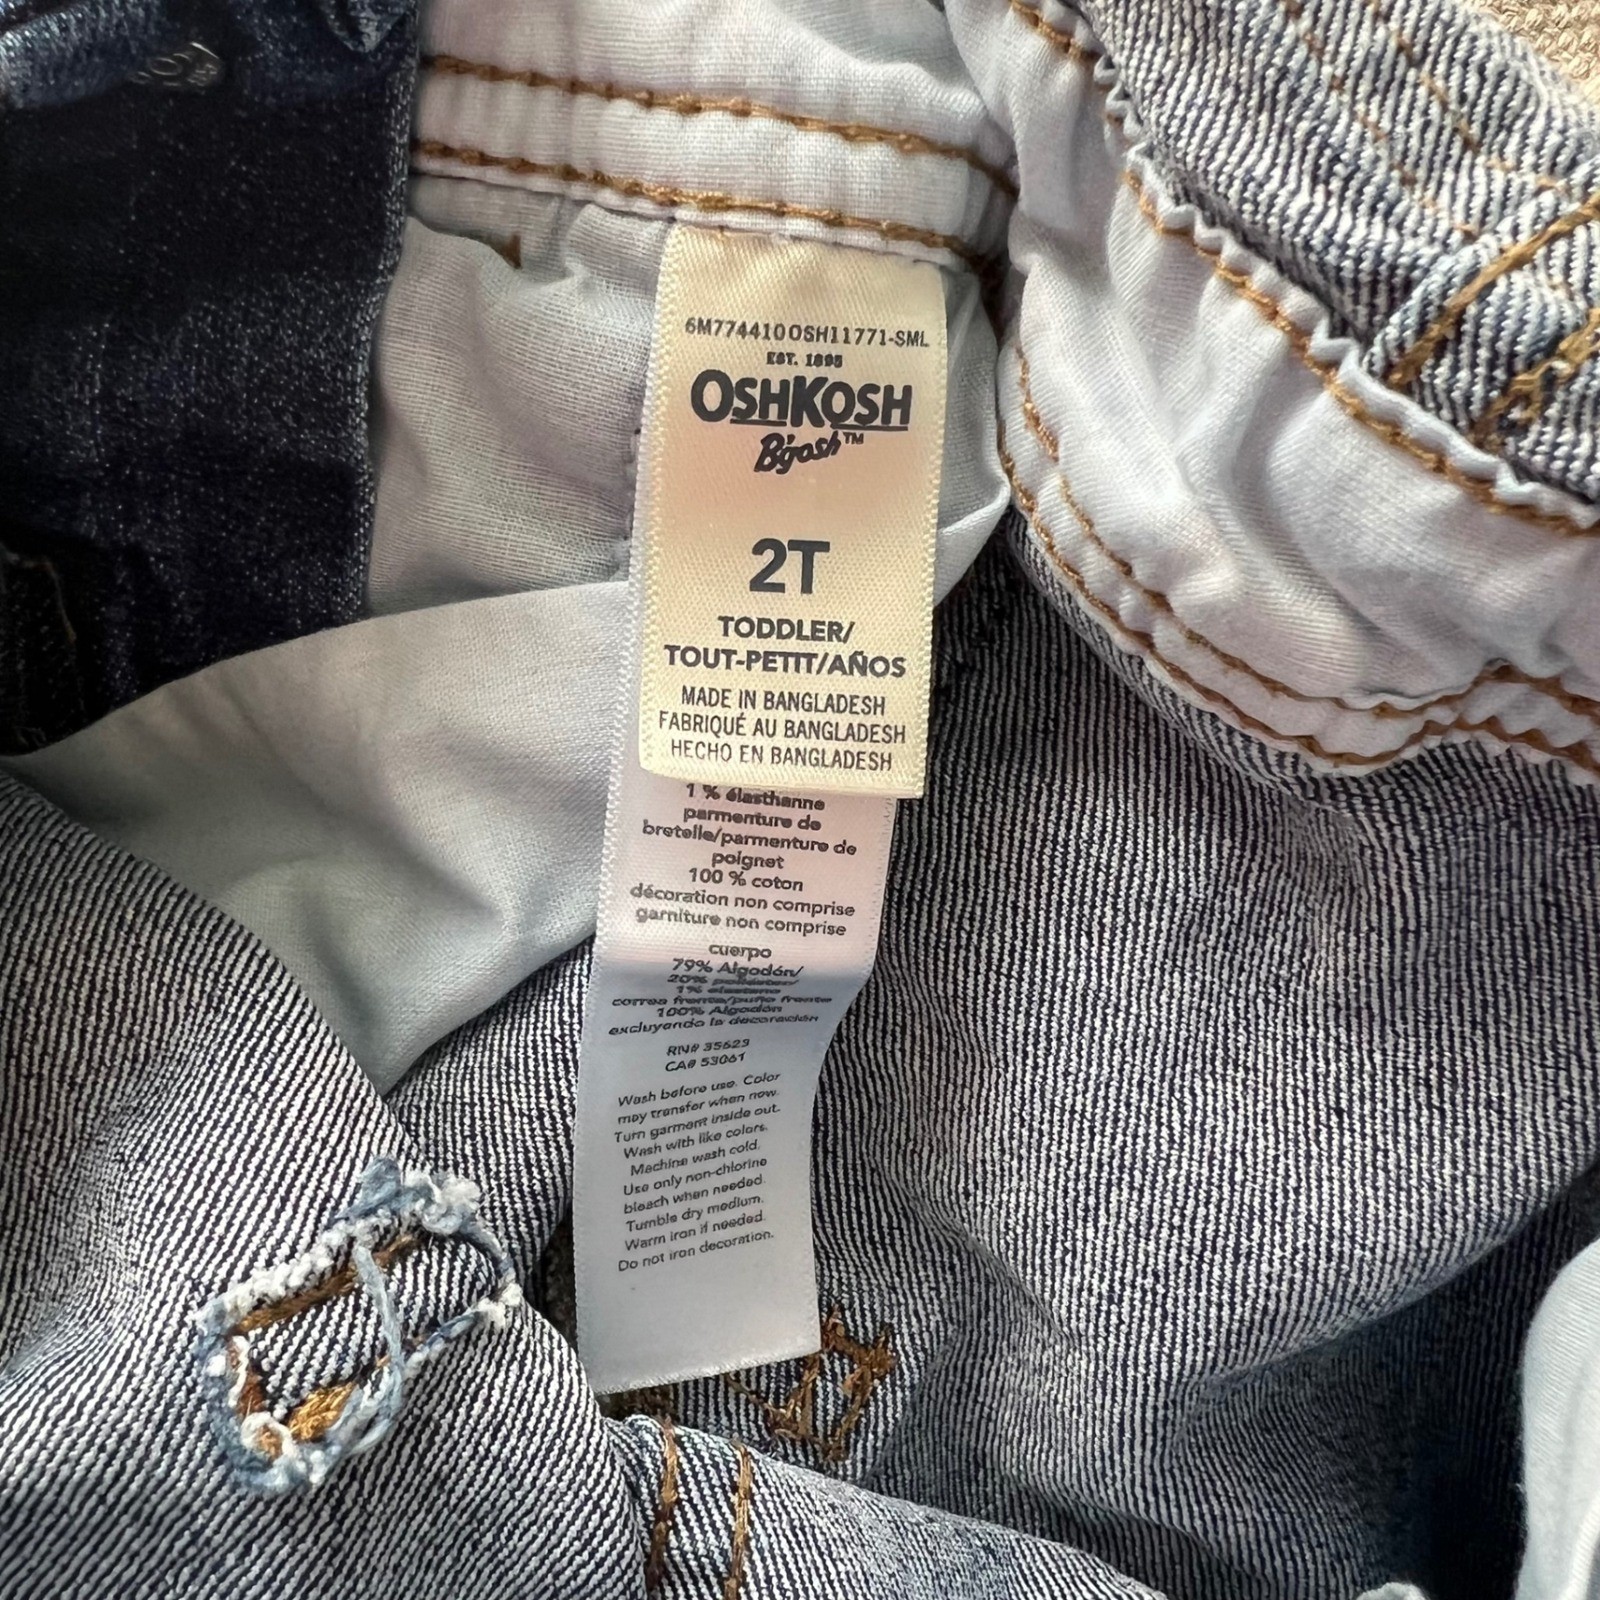 6M774410OSH11771-SML
EST. 1895
OSHKOSH
B'gosh™
2T
TODDLER/
TOUT-PETIT/AÑOS
MADE IN BANGLADESH
FABRIQUÉ AU BANGLADESH
HECHO EN BANGLADESH
1 % élasthanne
parmenture de
bretelle/parmenture de
poignet
100 % coton
décoration non comprise
garniture non comprise
cuerpo
79% Algodón/
20% poliéster/
1% elastano
correa frente/puño frente
100% Algodón
excluyendo la decoración
RN# 35623
CA# 53061
Wash before use. Color
may transfer when new.
Turn garment inside out.
Wash with like colors.
Machine wash cold.
Use only non-chlorine
bleach when needed.
Tumble dry medium.
Warm iron if needed.
Do not iron decoration.